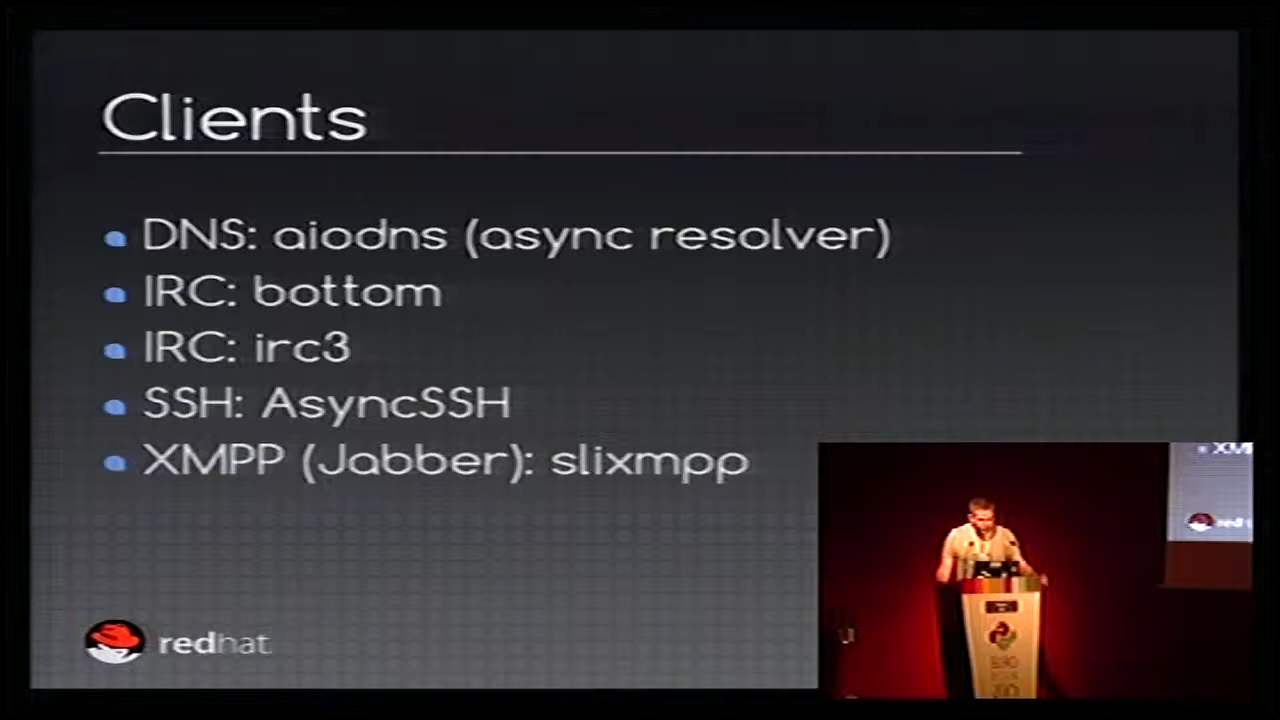 Clients
DNS: aiodns (async resolver)
IRC: bottom
IRC: irc3
SSH: AsyncSSH
XMPP (Jabber): slixmpp
redhat.